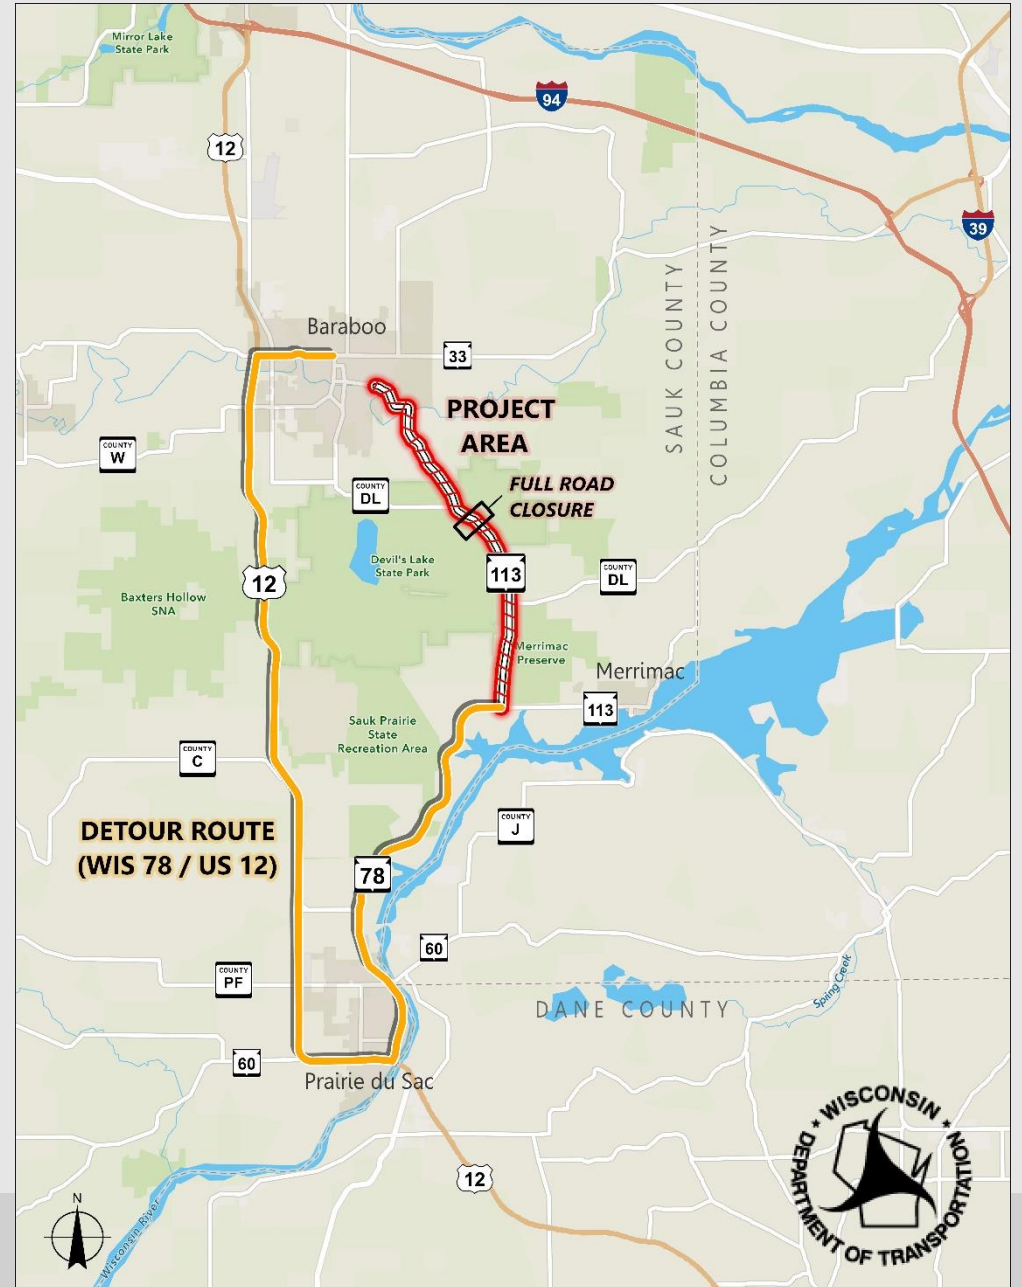 Mirror Lake
State Park
94
12
39
SAUK COUNTY
COLUMBIA COUNTY
Baraboo
33
PROJECT
AREA
COUNTY
W
COUNTY
DL
FULL ROAD
CLOSURE
Devil's Lake
State Park
113
COUNTY
DL
12
Baxters Hollow
SNA
Merrimac
Preserve
Merrimac
113
Sauk Prairie
State
Recreation Area
COUNTY
C
COUNTY
J
DETOUR ROUTE
(WIS 78 / US 12)
78
60
COUNTY
PF
Spring Creek
DANE COUNTY
60
Prairie du Sac
12
N
Wisconsin River
WISCONSIN
DEPARTMENT OF TRANSPORTATION